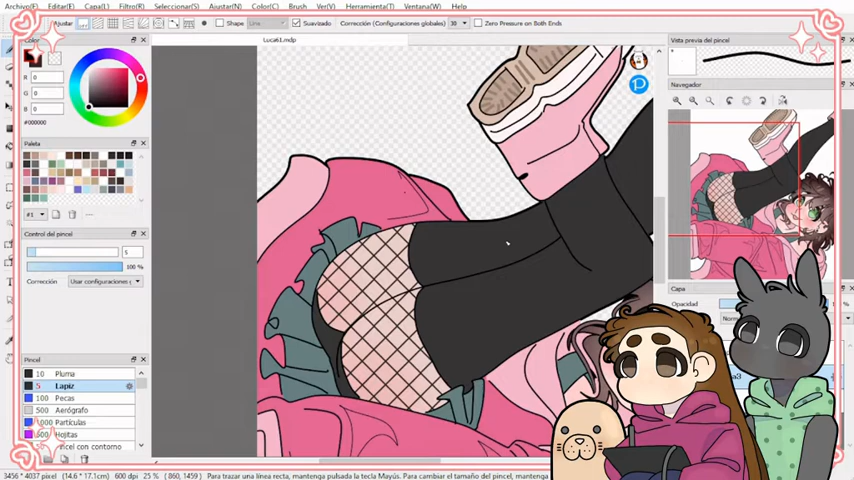 Archivo(F) Editar(E) Capa(L) Filtro(F) Seleccionar(S) Ajustar(N) Color(C) Brush (V) Herramienta(T) Ventana(W) Help
Ajustar Shape Line Suavizado Corrección (Configuraciones globales) 30 Zero Pressure on Both Ends
Color
Luca61.mdp
Vista previa del pincel
R 0
G 0
B 0
#000000
Navegador
Paleta
#1
Control del pincel
5
100 %
Corrección Usar configuraciones g
Capa
Opacidad
Pincel
10 Pluma
5 Lapiz
100 Pecas
500 Aerógrafo
Partículas
Hojitas
Pincel con contorno
3456 * 4037 pixel (14.6 * 17.1cm) 600 dpi 25 % (860, 1459) Para trazar una línea recta, mantenga pulsada la tecla Mayús. Para cambiar el tamaño del pincel, mantenga